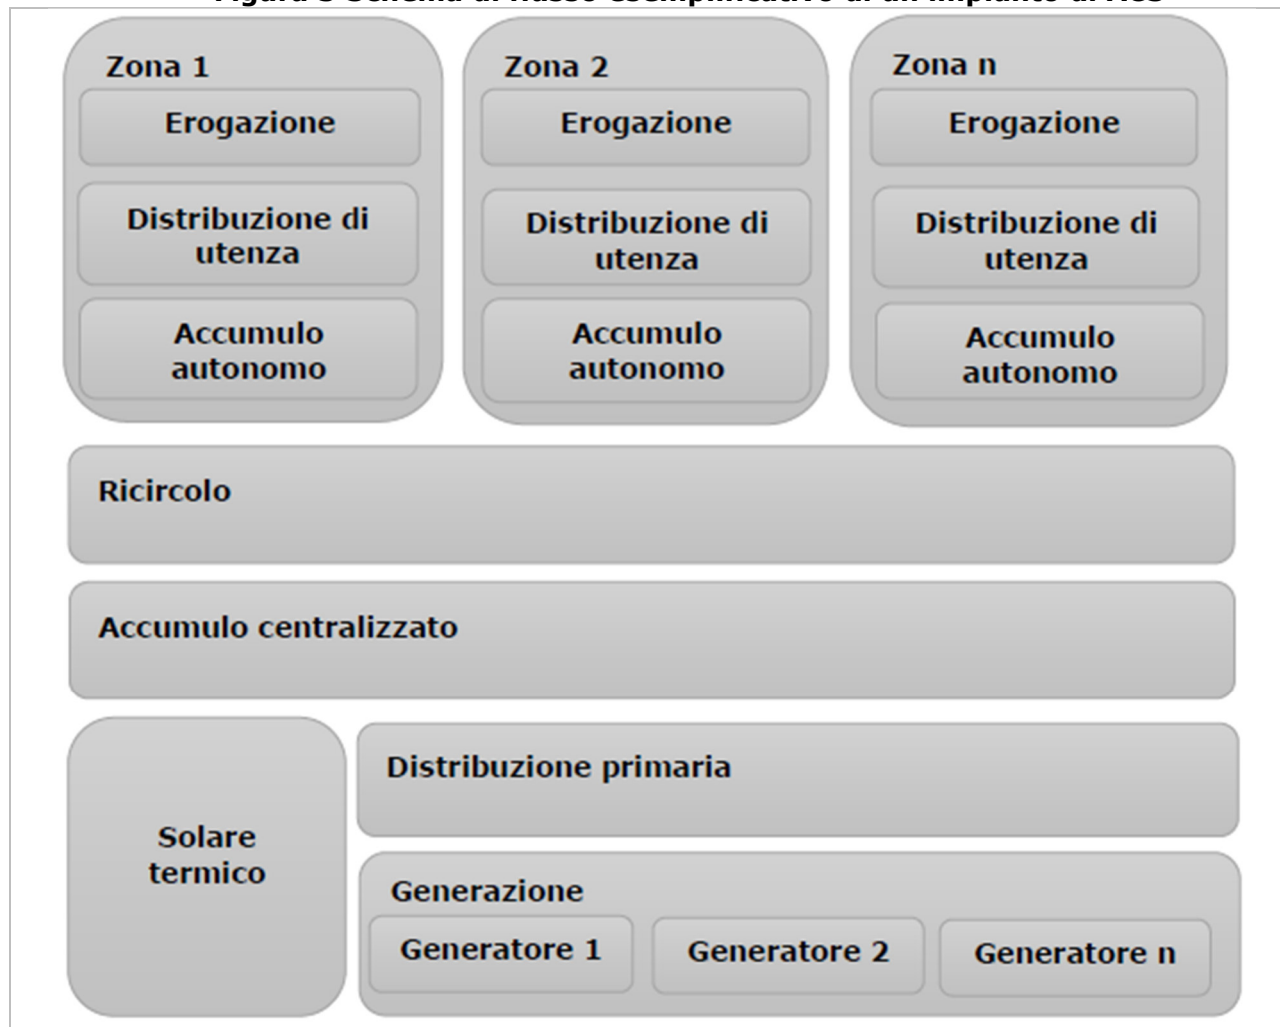 Zona 1
Erogazione
Distribuzione di
utenza
Accumulo
autonomo
Zona 2
Erogazione
Distribuzione di
utenza
Accumulo
autonomo
Zona n
Erogazione
Distribuzione di
utenza
Accumulo
autonomo
Ricircolo
Accumulo centralizzato
Solare
termico
Distribuzione primaria
Generazione
Generatore 1
Generatore 2
Generatore n